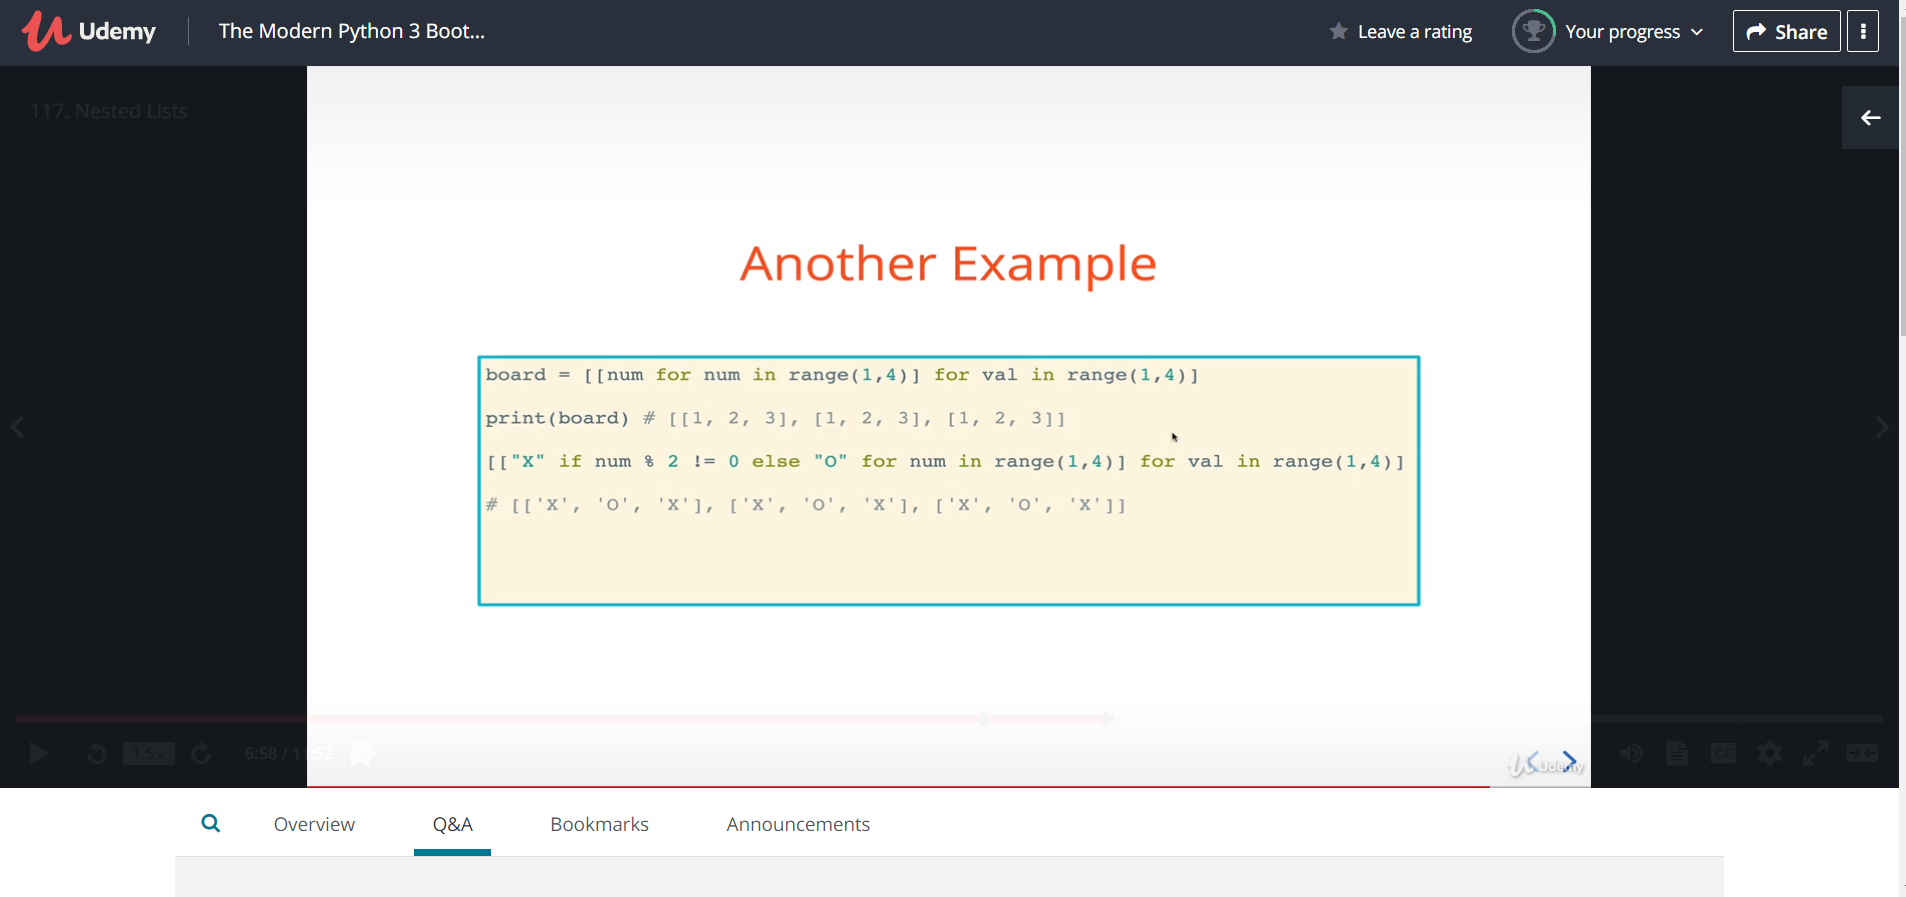 Udemy
The Modern Python 3 Boot...
Leave a rating
Your progress
Share
117. Nested Lists
Another Example
board = [[num for num in range(1,4)] for val in range(1,4)]
print(board) # [[1, 2, 3], [1, 2, 3], [1, 2, 3]]
[["X" if num % 2 != 0 else "O" for num in range(1,4)] for val in range(1,4)]
# [['X', 'O', 'X'], ['X', 'O', 'X'], ['X', 'O', 'X']]
1.5x
6:58 / 11:52
Udemy
CC
Overview
Q&A
Bookmarks
Announcements